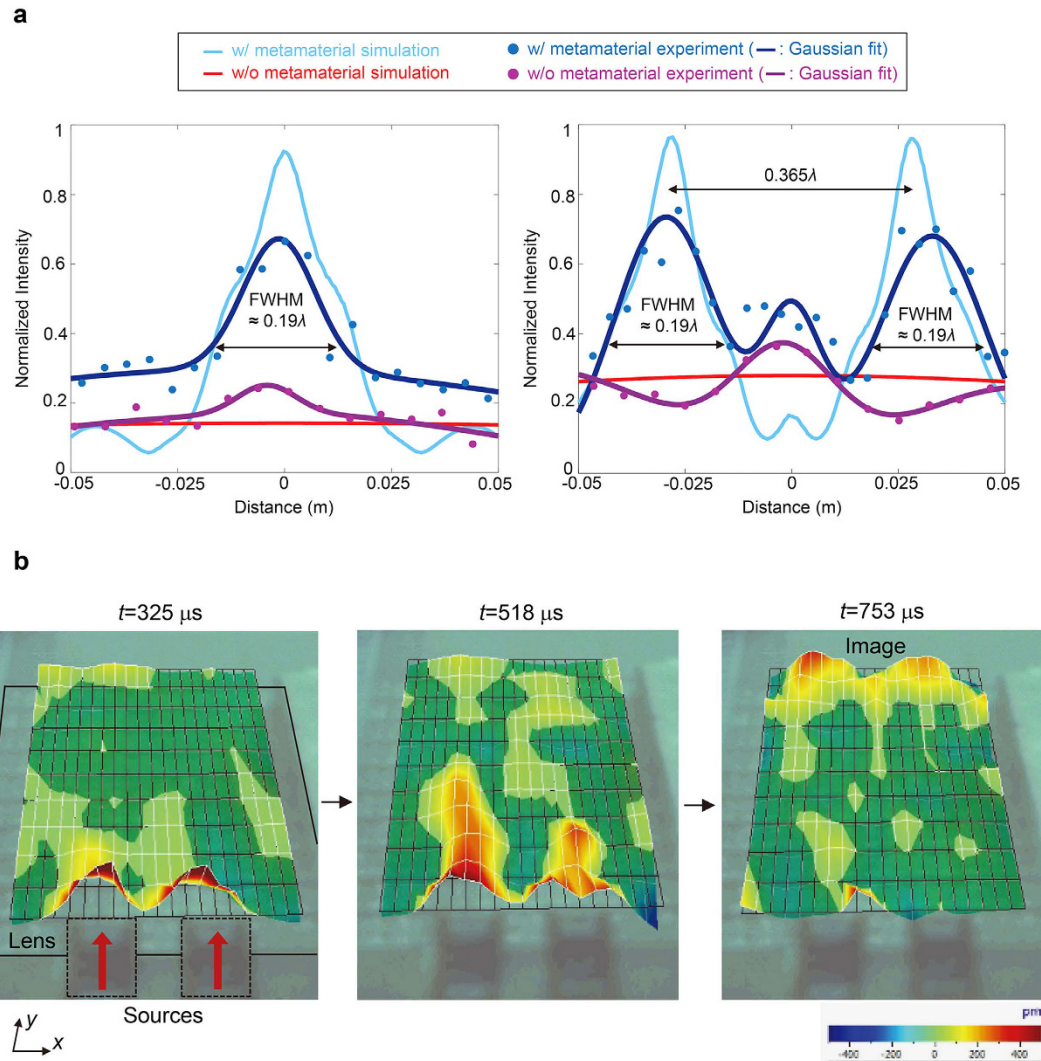 a
w/ metamaterial simulation
w/o metamaterial simulation
w/ metamaterial experiment (—: Gaussian fit)
w/o metamaterial experiment (—: Gaussian fit)
1
0.8
0.6
0.4
0.2
0
-0.05
-0.025
0
0.025
0.05
Normalized Intensity
Distance (m)
FWHM
≈ 0.19λ
1
0.8
0.6
0.4
0.2
0
-0.05
-0.025
0
0.025
0.05
Normalized Intensity
Distance (m)
0.365λ
FWHM
≈ 0.19λ
FWHM
≈ 0.19λ
b
t=325 μs
t=518 μs
t=753 μs
Image
Lens
Sources
y
x
pm
-400
-200
0
200
400